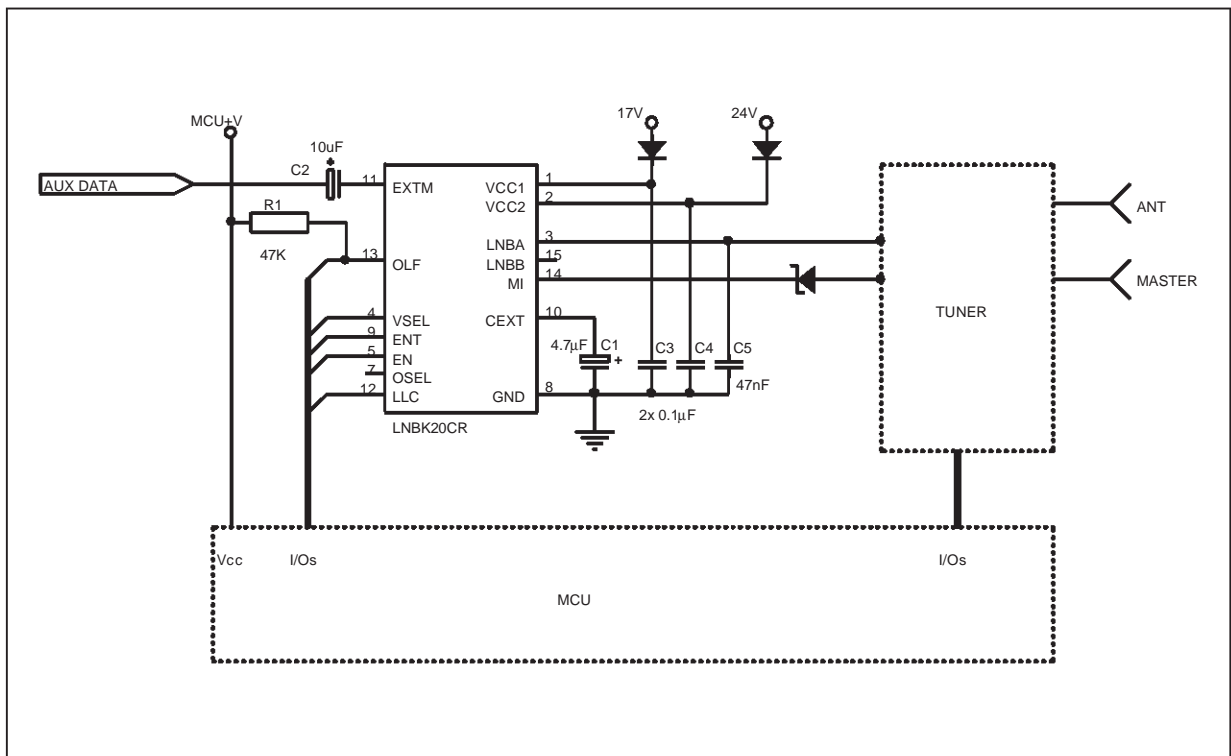 17V
24V
MCU+V
10uF
C2
AUX DATA
11
EXTM
VCC1
1
VCC2
2
R1
47K
13
OLF
LNBA
3
LNBB
15
MI
14
ANT
MASTER
TUNER
4
VSEL
9
ENT
5
EN
7
OSEL
12
LLC
CEXT
10
GND
8
4.7µF
C1
+
C3
C4
C5
47nF
2x 0.1µF
LNBK20CR
Vcc
I/Os
I/Os
MCU